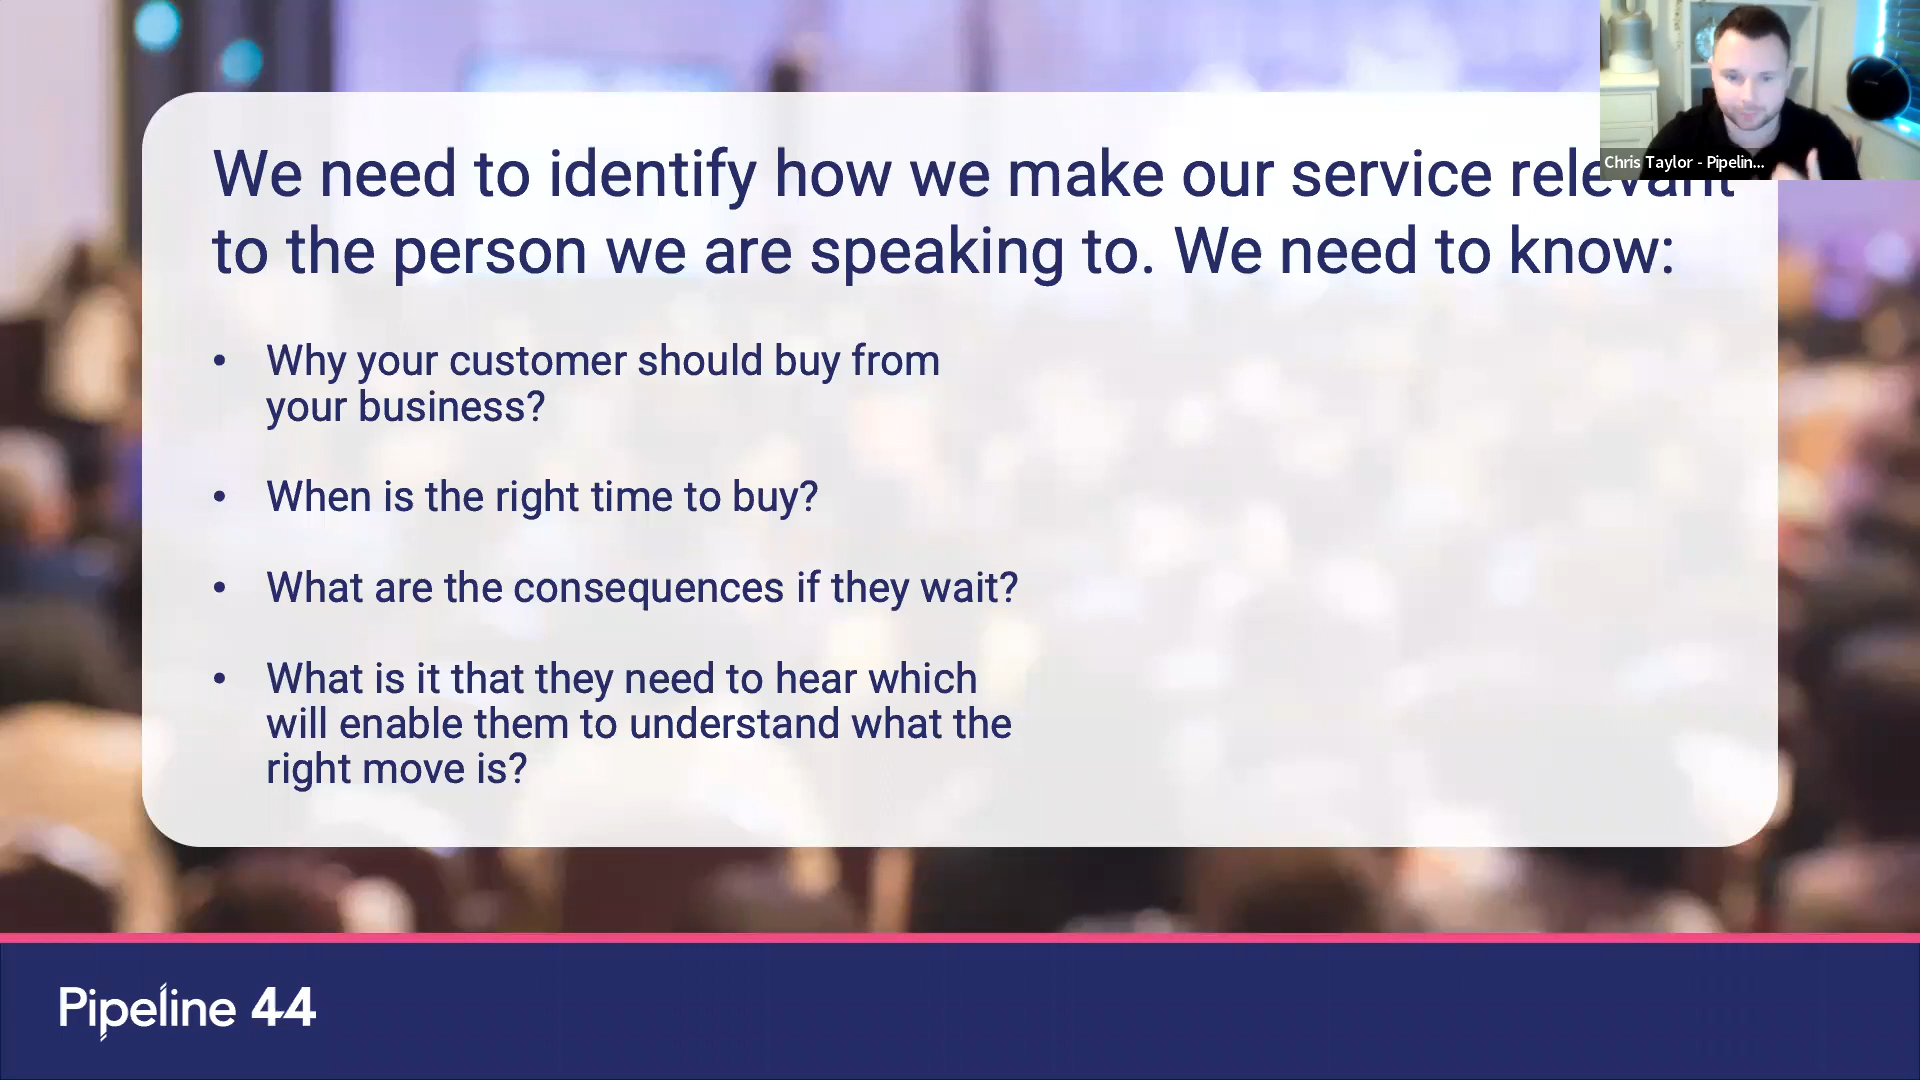 We need to identify how we make our service relevant
to the person we are speaking to. We need to know:
• Why your customer should buy from
your business?
• When is the right time to buy?
• What are the consequences if they wait?
• What is it that they need to hear which
will enable them to understand what the
right move is?
Chris Taylor - Pipelin...
Pipeline 44